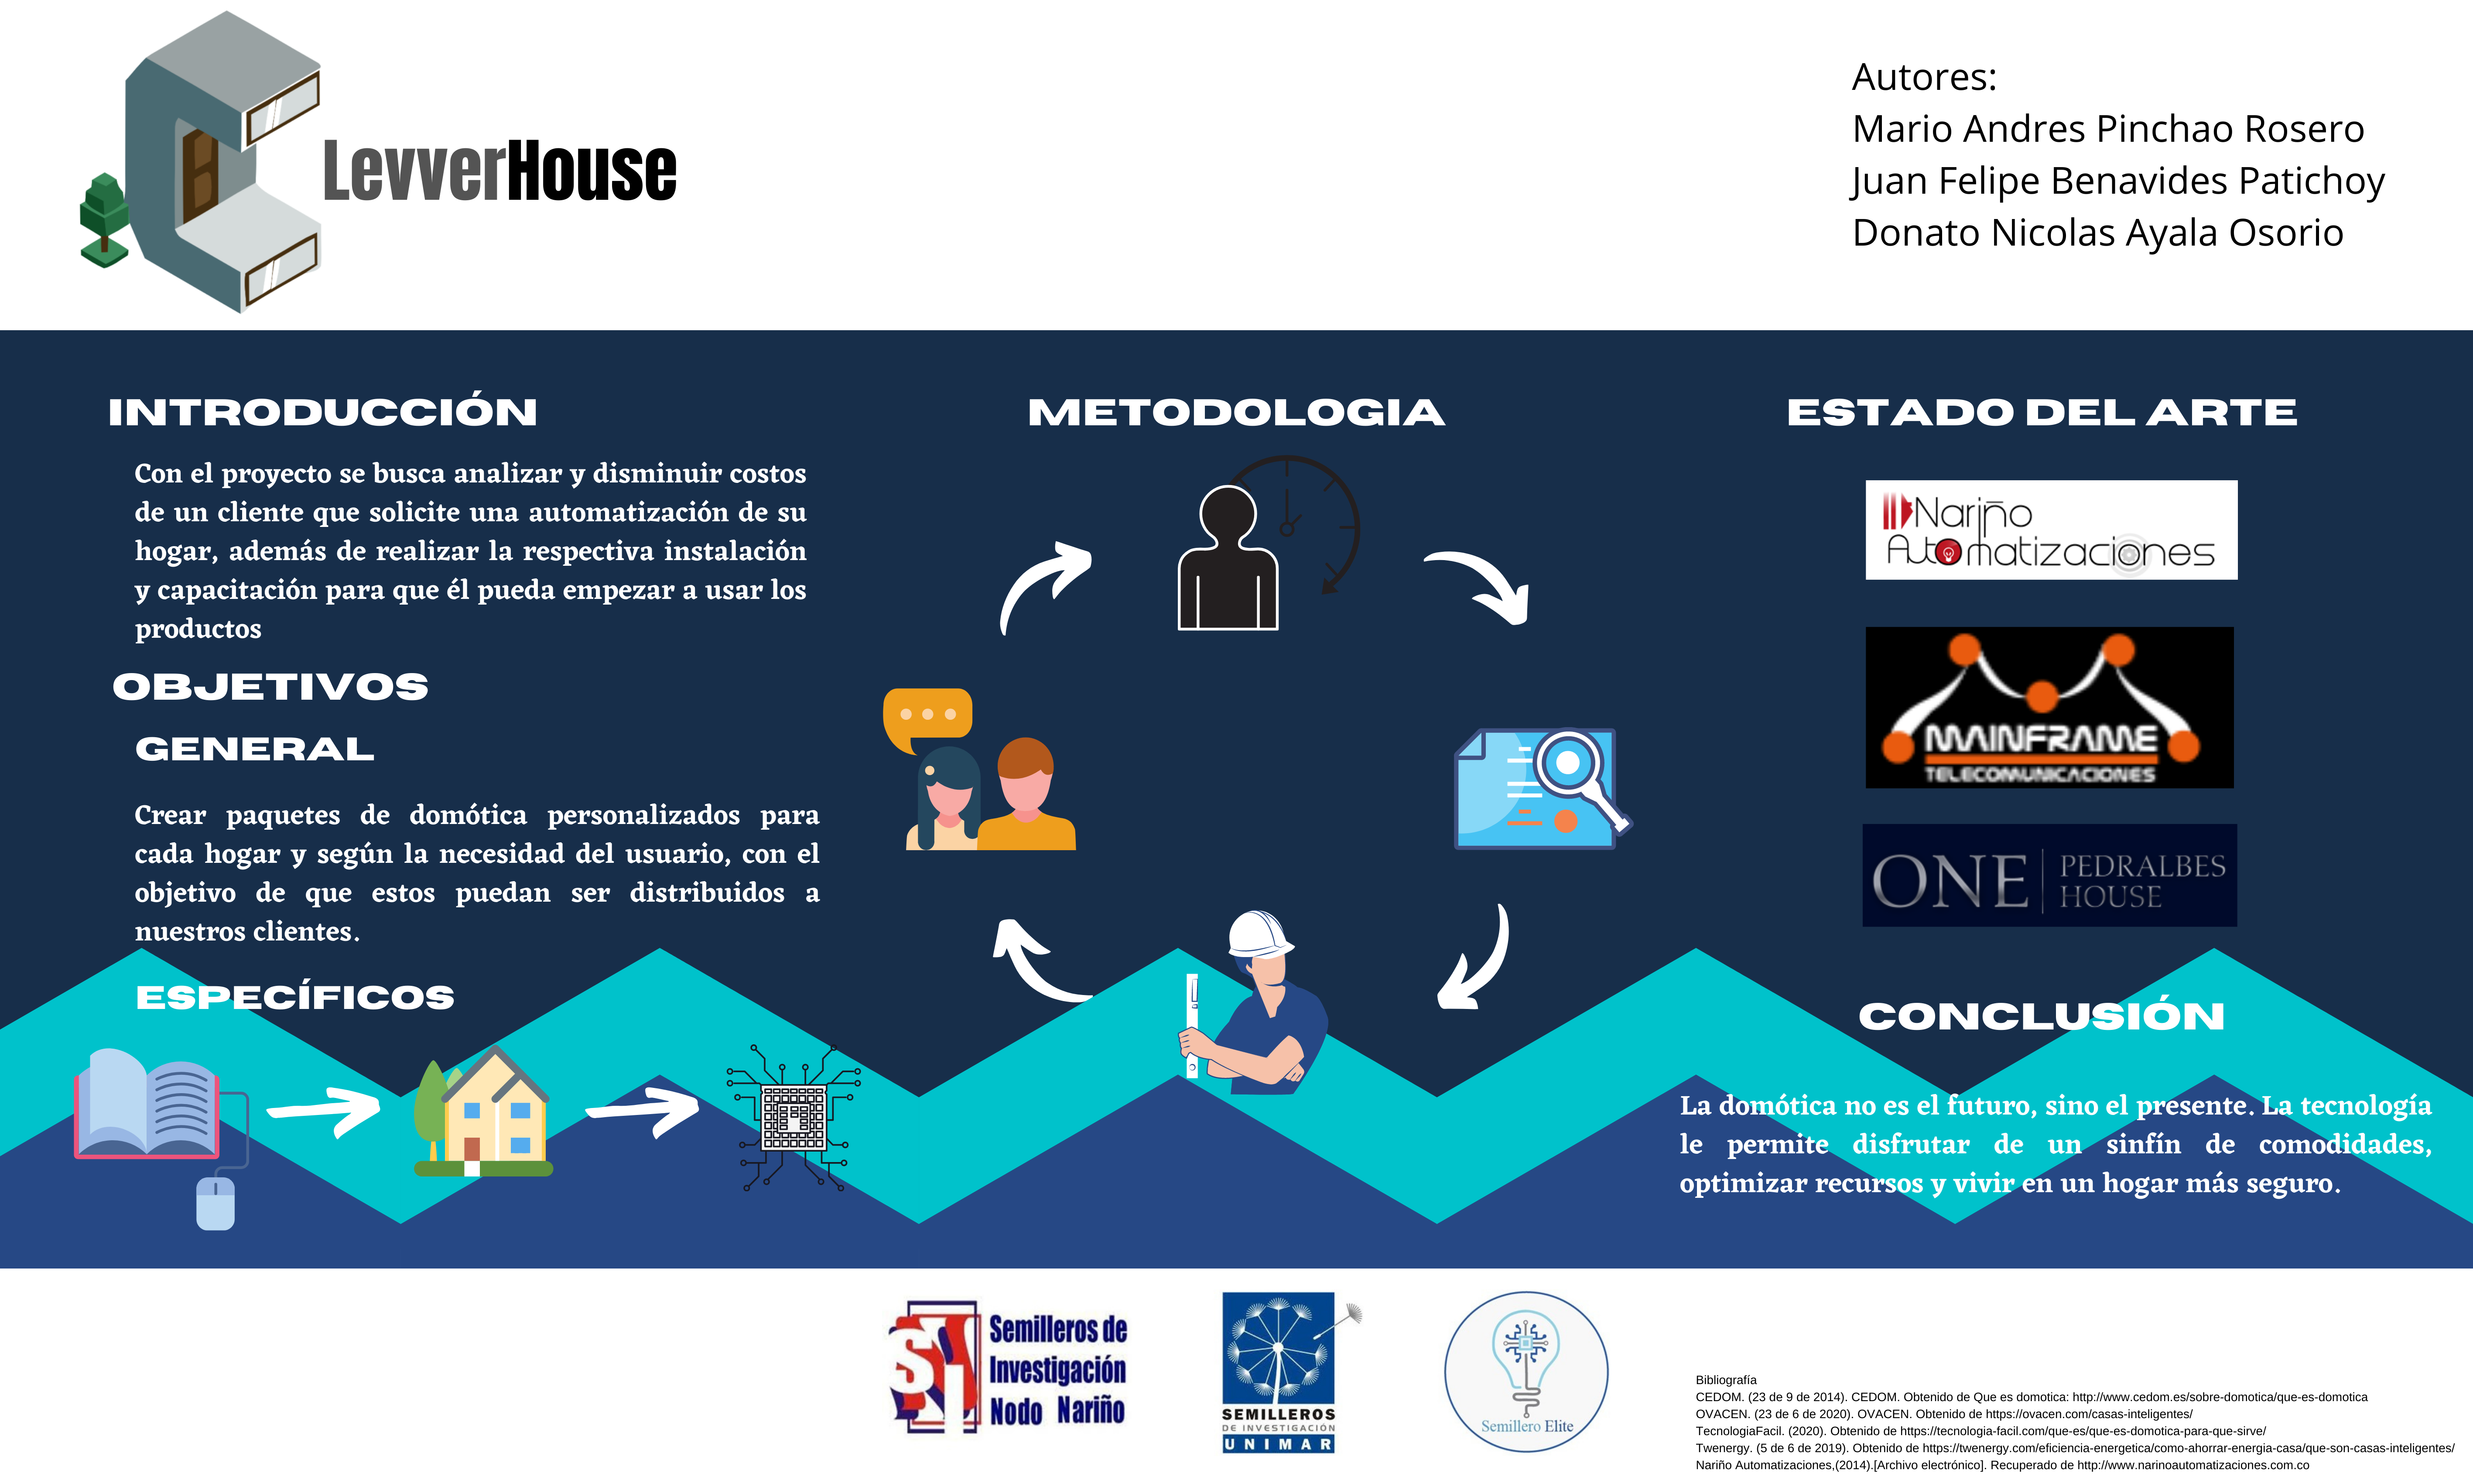 LevverHouse
Autores:
Mario Andres Pinchao Rosero
Juan Felipe Benavides Patichoy
Donato Nicolas Ayala Osorio
INTRODUCCIÓN
Con el proyecto se busca analizar y disminuir costos
de un cliente que solicite una automatización de su
hogar, además de realizar la respectiva instalación
y capacitación para que él pueda empezar a usar los
productos
OBJETIVOS
GENERAL
Crear paquetes de domótica personalizados para
cada hogar y según la necesidad del usuario, con el
objetivo de que estos puedan ser distribuidos a
nuestros clientes.
ESPECÍFICOS
METODOLOGIA
ESTADO DEL ARTE
Nariño
Automatizaciones
MAINFRAME
TELECOMUNICACIONES
ONE PEDRALBES
HOUSE
CONCLUSIÓN
La domótica no es el futuro, sino el presente. La tecnología
le permite disfrutar de un sinfín de comodidades,
optimizar recursos y vivir en un hogar más seguro.
Semilleros de
Investigación
Nodo Nariño
SEMILLEROS
DE INVESTIGACIÓN
UNIMAR
Semillero Elite
Bibliografía
CEDOM. (23 de 9 de 2014). CEDOM. Obtenido de Que es domotica: http://www.cedom.es/sobre-domotica/que-es-domotica
OVACEN. (23 de 6 de 2020). OVACEN. Obtenido de https://ovacen.com/casas-inteligentes/
TecnologiaFacil. (2020). Obtenido de https://tecnologia-facil.com/que-es/que-es-domotica-para-que-sirve/
Twenergy. (5 de 6 de 2019). Obtenido de https://twenergy.com/eficiencia-energetica/como-ahorrar-energia-casa/que-son-casas-inteligentes/
Nariño Automatizaciones,(2014).[Archivo electrónico]. Recuperado de http://www.narinoautomatizaciones.com.co